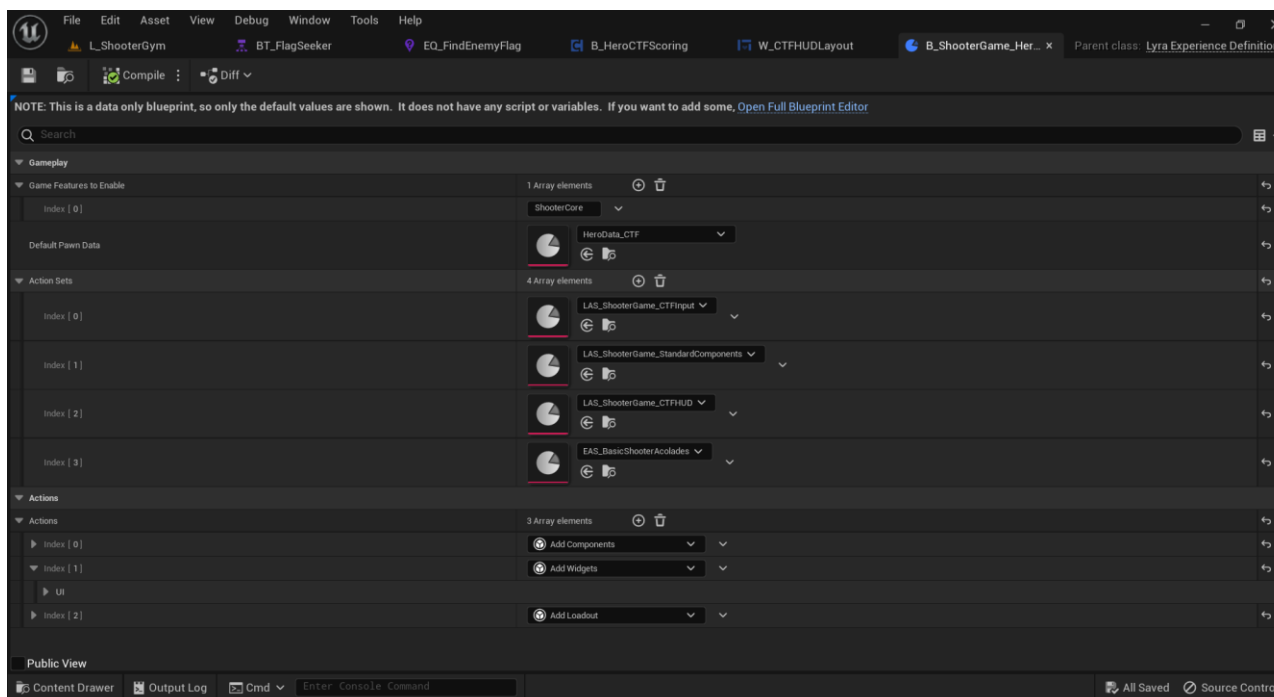 File Edit Asset View Debug Window Tools Help
L_ShooterGym BT_FlagSeeker EQ_FindEnemyFlag B_HeroCTFScoring W_CTFHUDLayout B_ShooterGame_Her... Parent class: Lyra Experience Definitio
Compile Diff
NOTE: This is a data only blueprint, so only the default values are shown. It does not have any script or variables. If you want to add some, Open Full Blueprint Editor
Search
Gameplay
Game Features to Enable 1 Array elements
Index [ 0 ] ShooterCore
Default Pawn Data HeroData_CTF
Action Sets 4 Array elements
Index [ 0 ] LAS_ShooterGame_CTFInput
Index [ 1 ] LAS_ShooterGame_StandardComponents
Index [ 2 ] LAS_ShooterGame_CTFHUD
Index [ 3 ] EAS_BasicShooterAcolades
Actions
Actions 3 Array elements
Index [ 0 ] Add Components
Index [ 1 ] Add Widgets
UI
Index [ 2 ] Add Loadout
Public View
Content Drawer Output Log Cmd Enter Console Command All Saved Source Contro